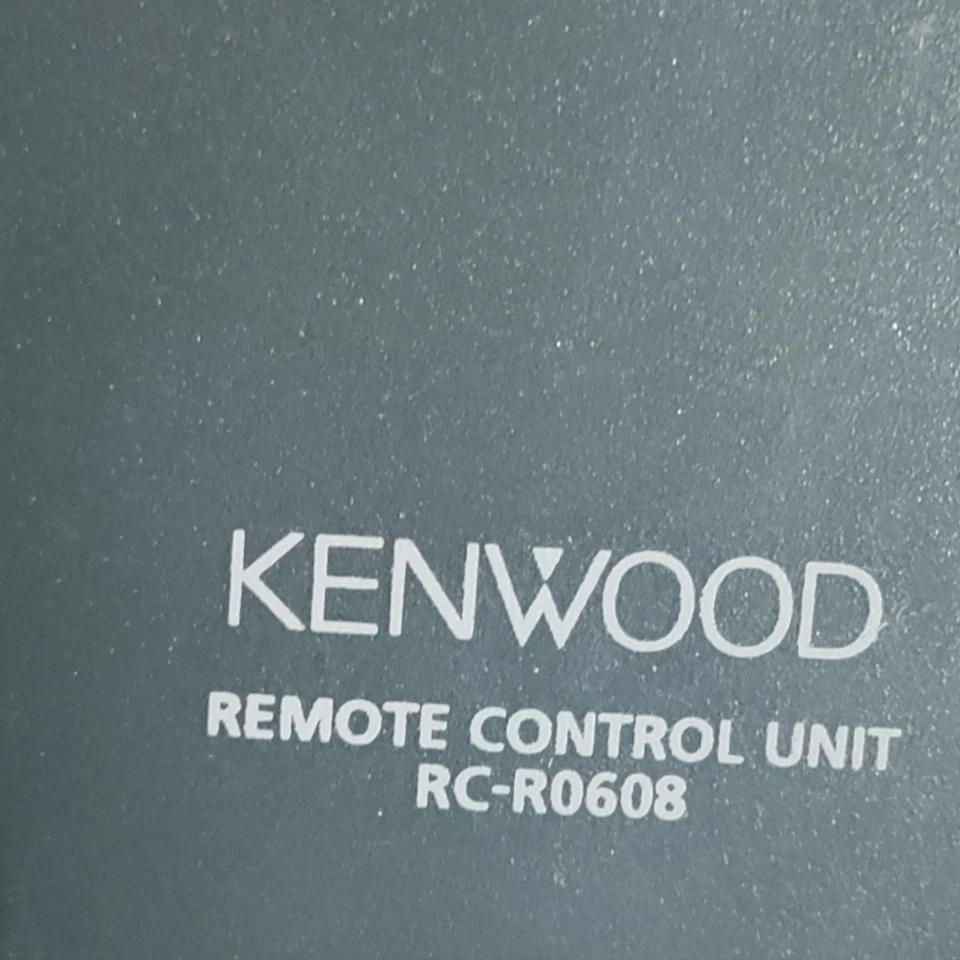 KENWOOD
REMOTE CONTROL UNIT
RC-R0608